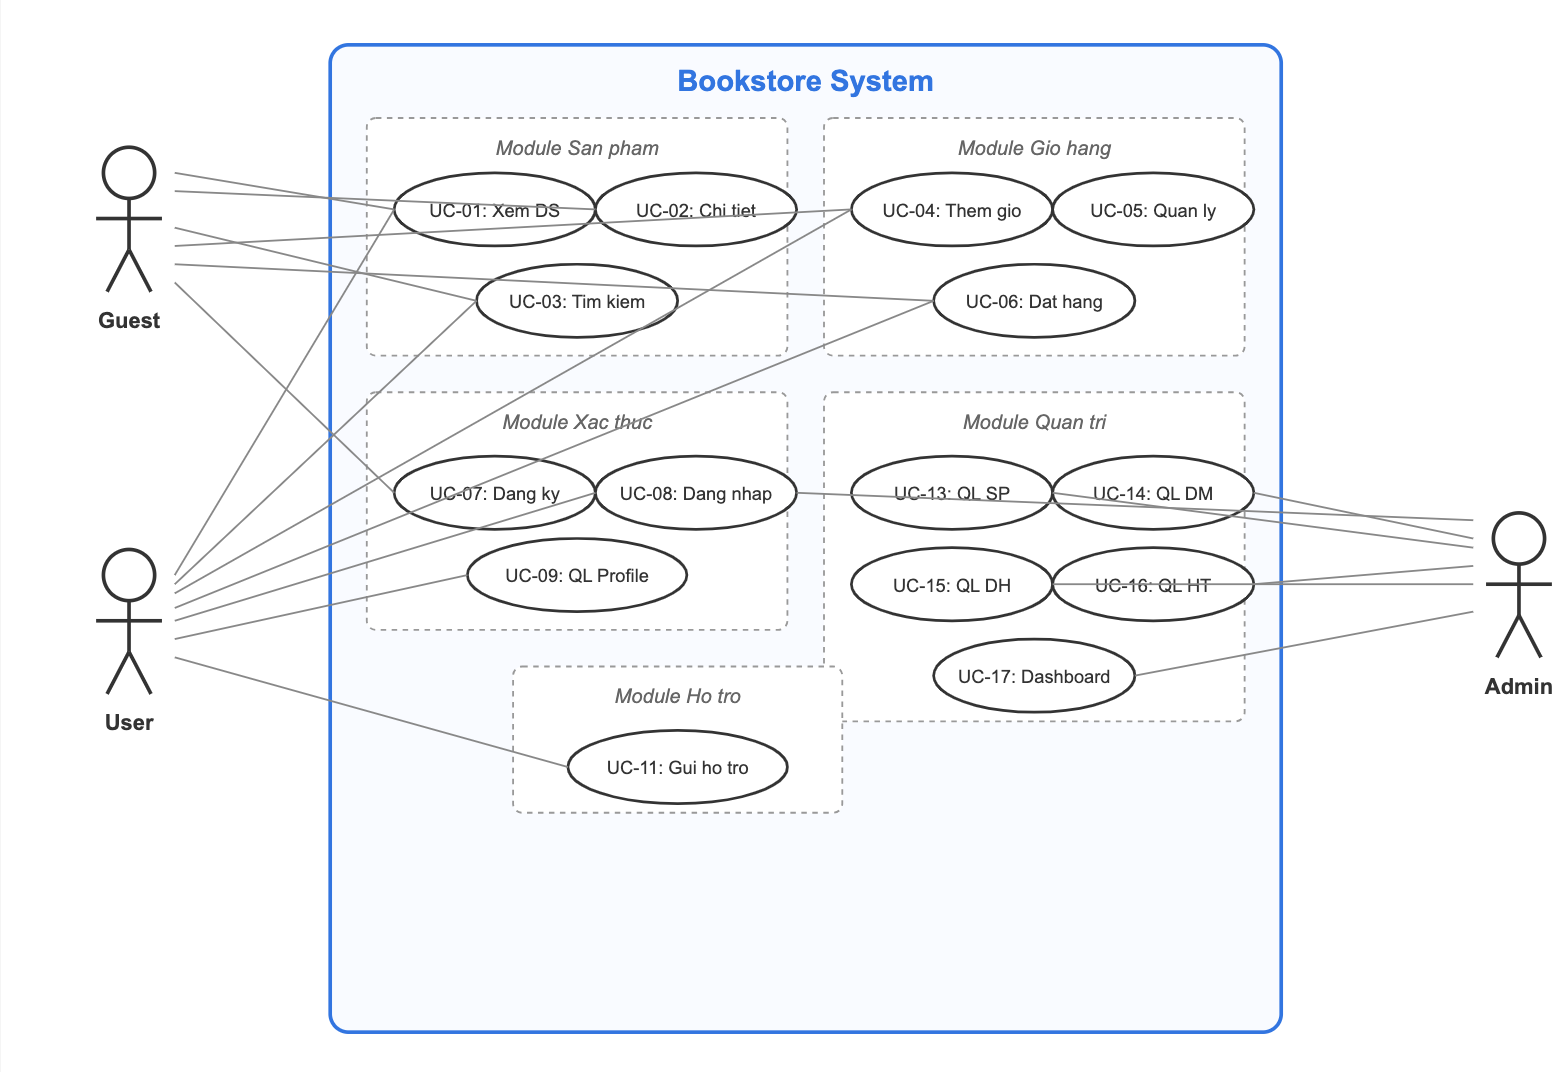 Bookstore System
Module San pham
UC-01: Xem DS
UC-02: Chi tiet
UC-03: Tim kiem
Module Gio hang
UC-04: Them gio
UC-05: Quan ly
UC-06: Dat hang
Guest
Module Xac thuc
UC-07: Dang ky
UC-08: Dang nhap
UC-09: QL Profile
Module Quan tri
UC-13: QL SP
UC-14: QL DM
UC-15: QL DH
UC-16: QL HT
UC-17: Dashboard
User
Admin
Module Ho tro
UC-11: Gui ho tro